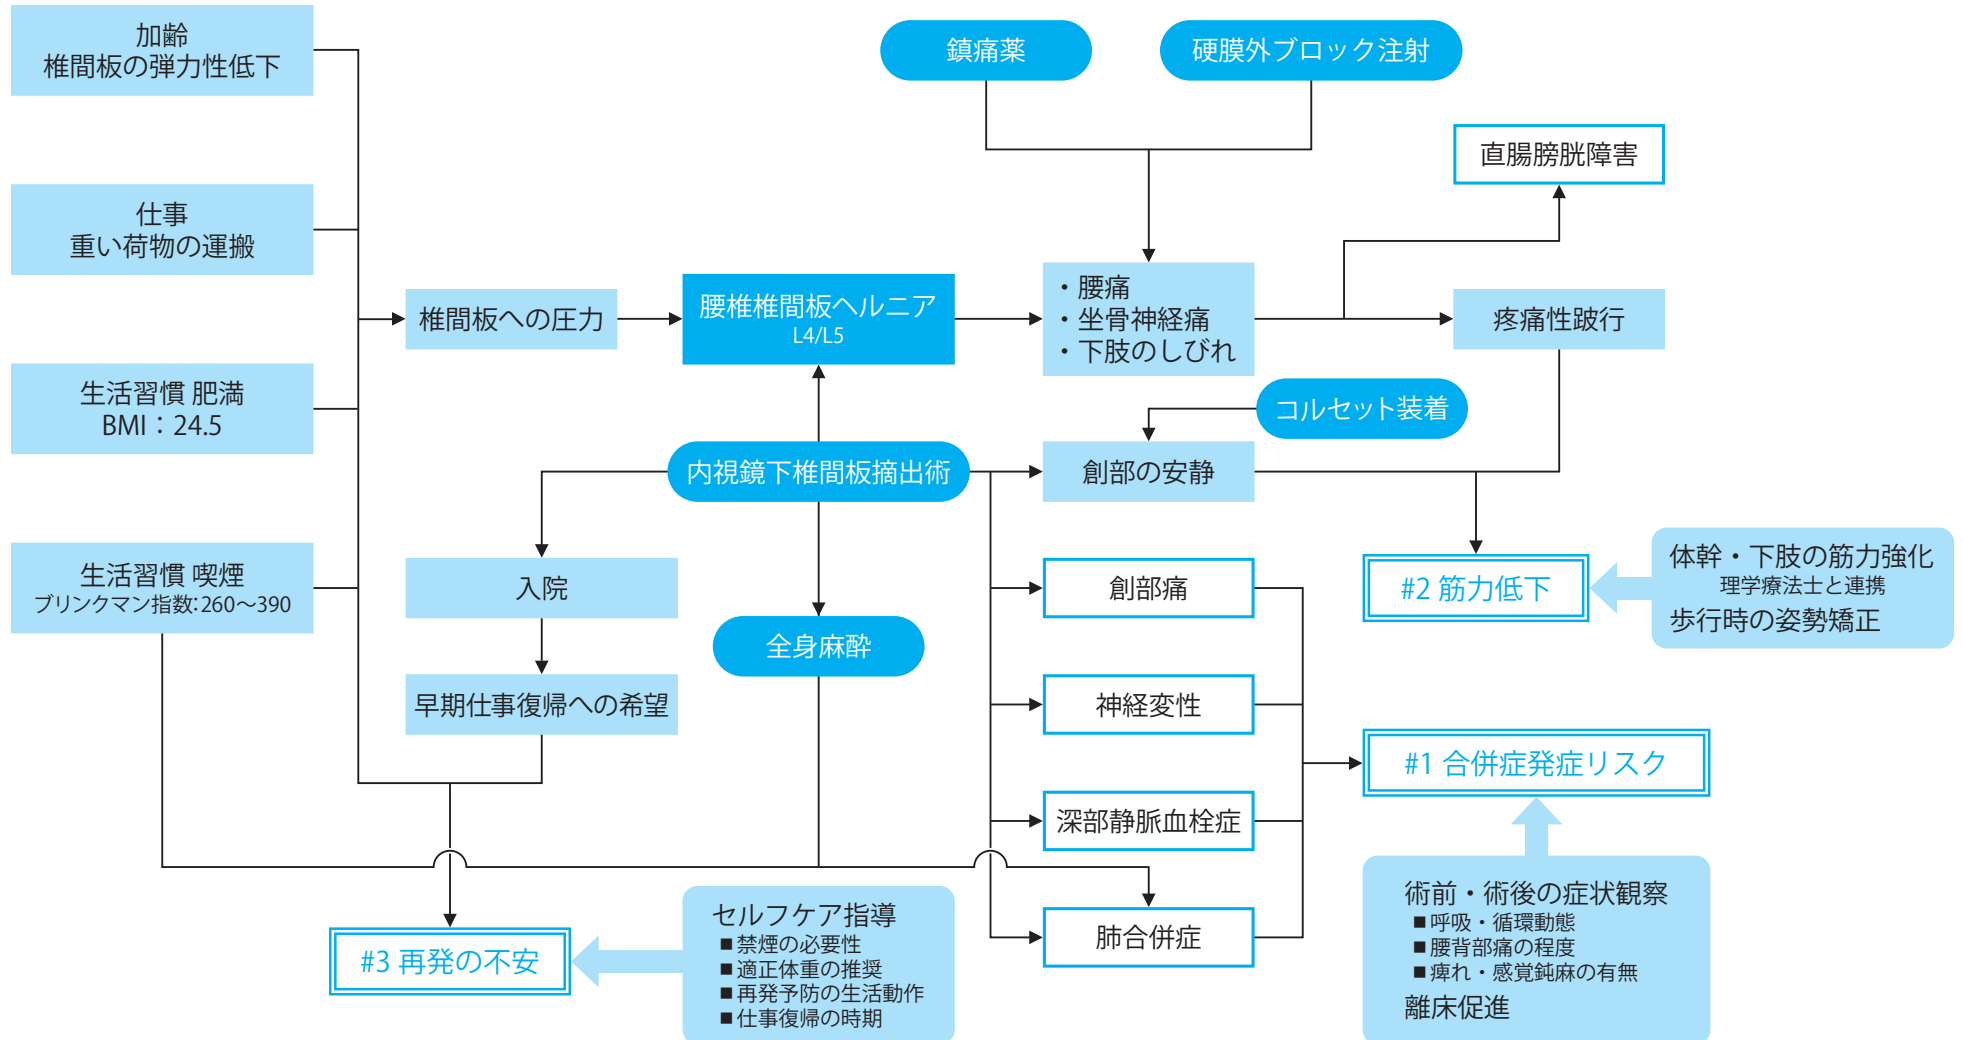 加齢
椎間板の弾力性低下
仕事
重い荷物の運搬
生活習慣 肥満
BMI：24.5
生活習慣 喫煙
ブリンクマン指数:260〜390
椎間板への圧力
腰椎椎間板ヘルニア
L4/L5
鎮痛薬
硬膜外ブロック注射
・腰痛
・坐骨神経痛
・下肢のしびれ
直腸膀胱障害
疼痛性跛行
コルセット装着
内視鏡下椎間板摘出術
創部の安静
入院
早期仕事復帰への希望
全身麻酔
創部痛
神経変性
深部静脈血栓症
肺合併症
#2 筋力低下
体幹・下肢の筋力強化
理学療法士と連携
歩行時の姿勢矯正
#1 合併症発症リスク
術前・術後の症状観察
■呼吸・循環動態
■腰背部痛の程度
■痺れ・感覚鈍麻の有無
離床促進
#3 再発の不安
セルフケア指導
■禁煙の必要性
■適正体重の推奨
■再発予防の生活動作
■仕事復帰の時期